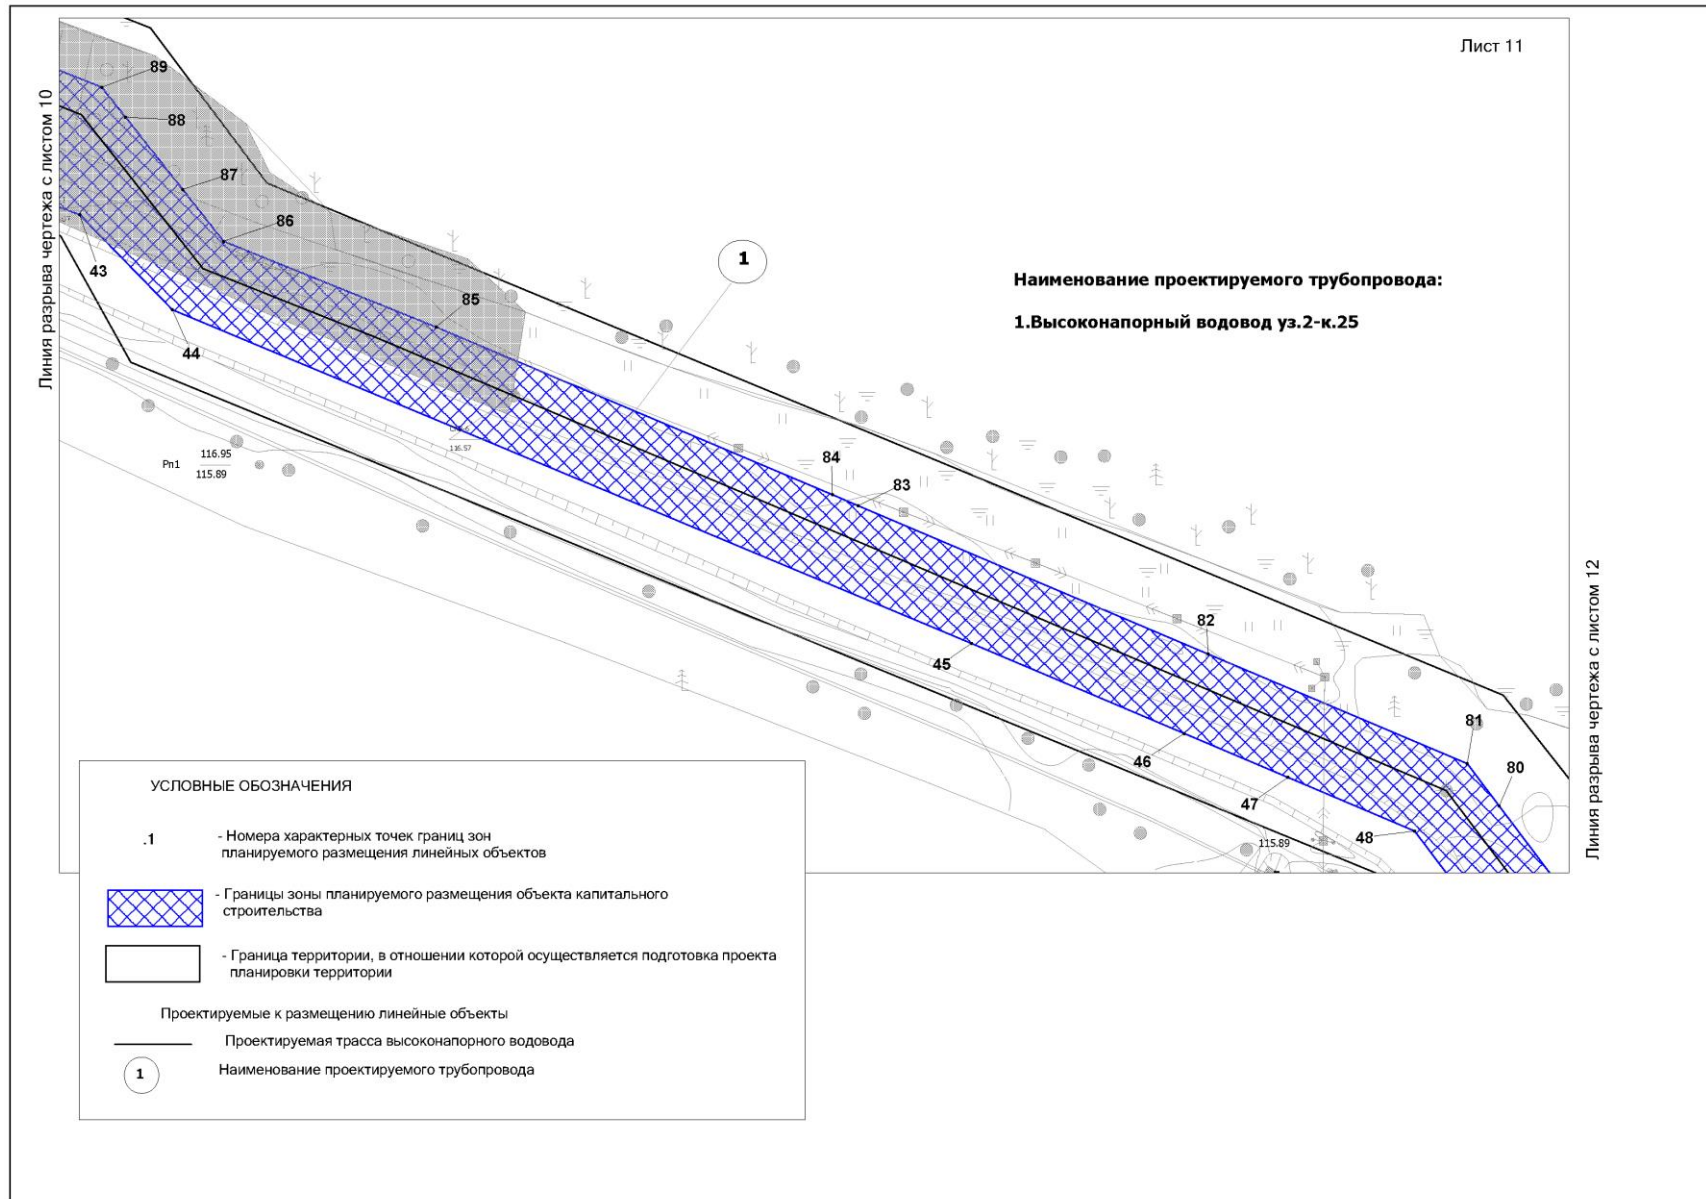 Лист 11
Линия разрыва чертежа с листом 10
89
88
87
86
43
1
85
44
Наименование проектируемого трубопровода:
1.Высоконапорный водовод уз.2-к.25
116.57
Рп1
116.95
115.89
84
83
Линия разрыва чертежа с листом 12
82
45
81
46
80
47
48
115.89
УСЛОВНЫЕ ОБОЗНАЧЕНИЯ
.1
- Номера характерных точек границ зон
планируемого размещения линейных объектов
- Границы зоны планируемого размещения объекта капитального
строительства
- Граница территории, в отношении которой осуществляется подготовка проекта
планировки территории
Проектируемые к размещению линейные объекты
Проектируемая трасса высоконапорного водовода
1
Наименование проектируемого трубопровода